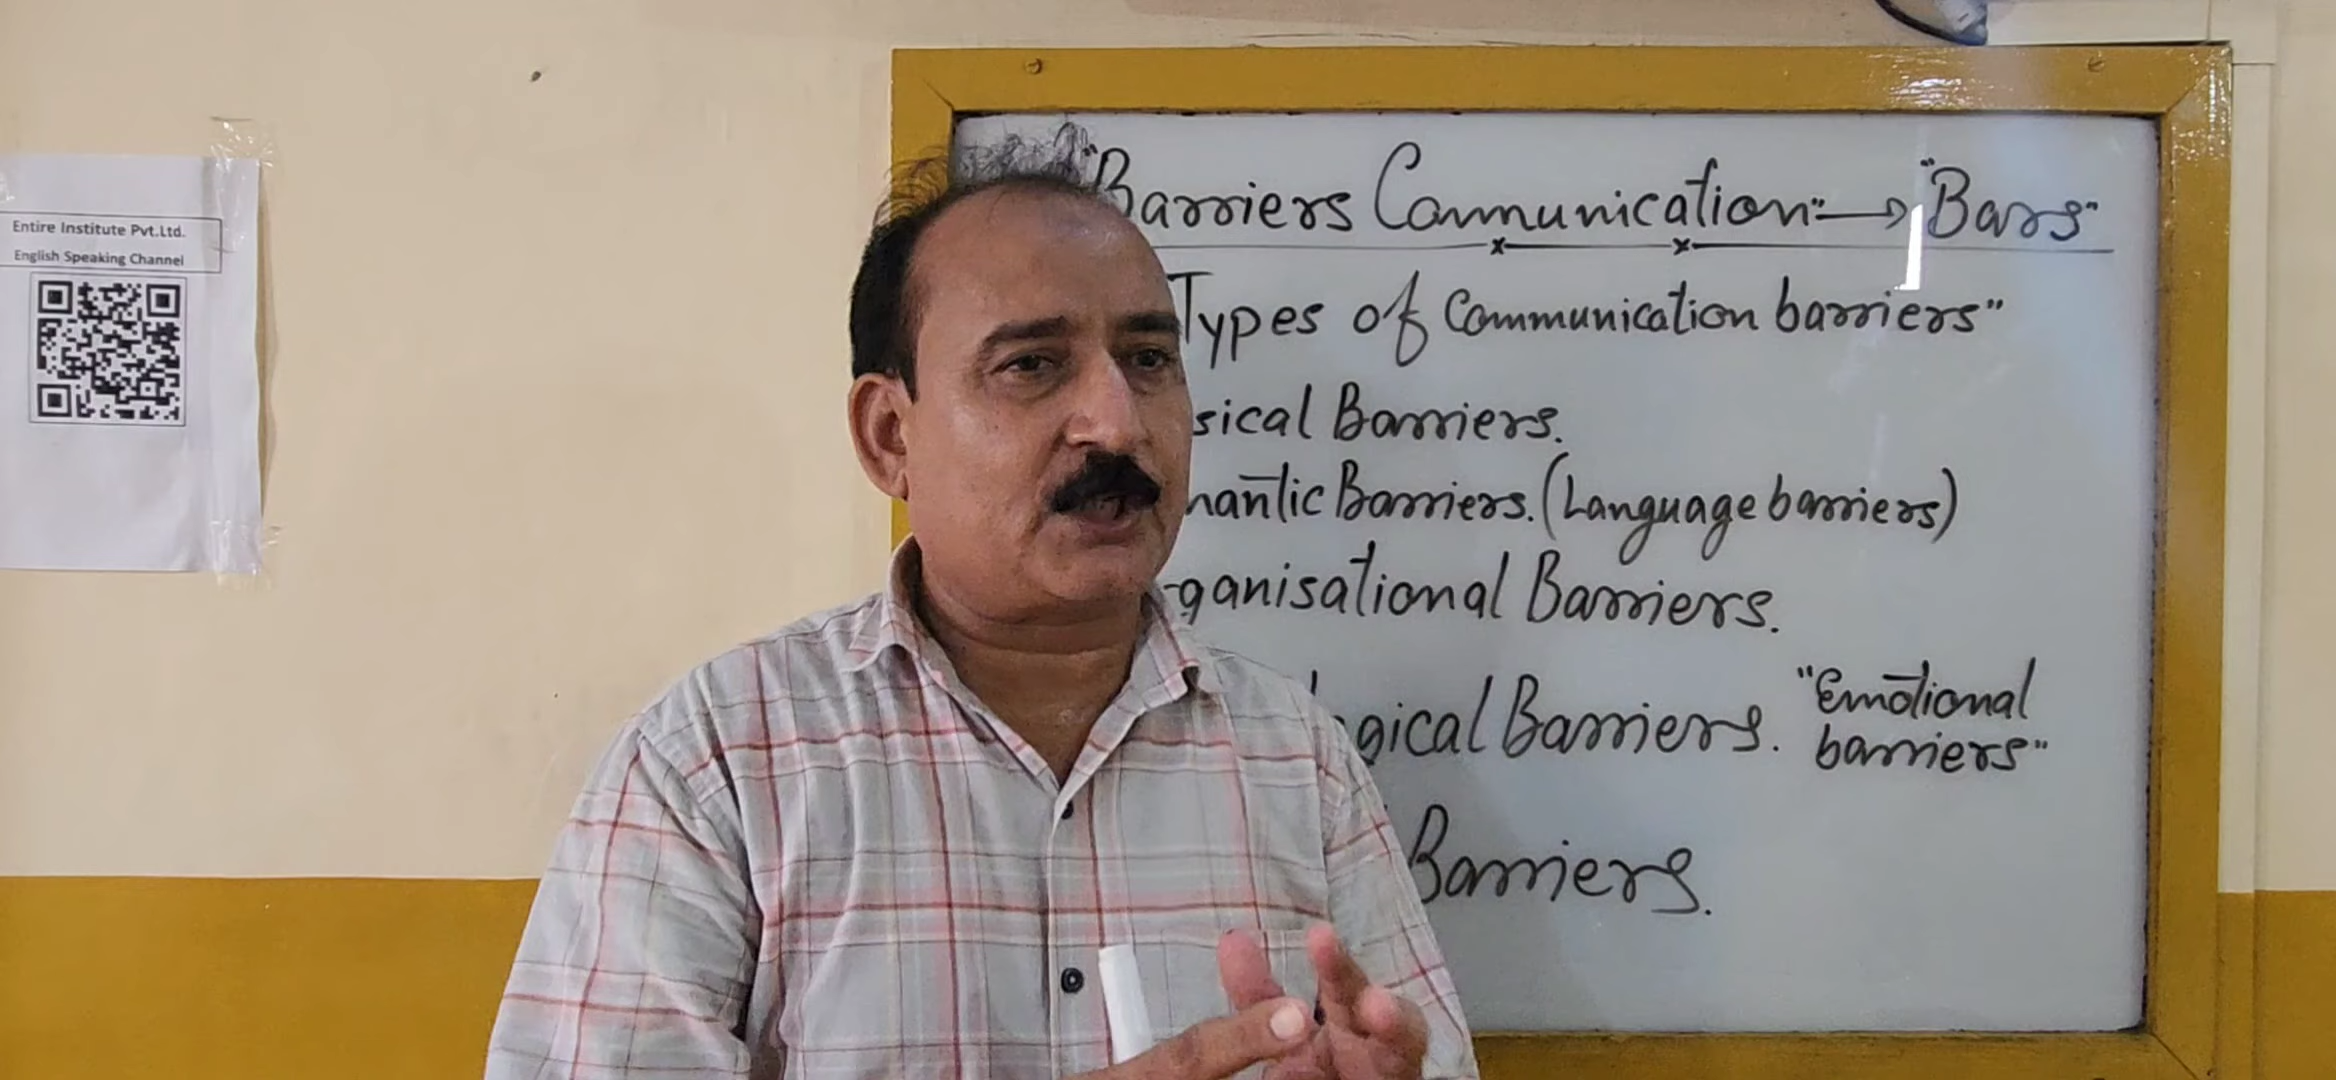 Entire Institute Pvt.Ltd.
English Speaking Channel
"Barriers Communication" → "Bars"
Types of Communication barriers"
sical Barriers.
mantic Barriers. (Language barriers)
ganisational Barriers.
gical Barriers. "Emotional barriers"
Barriers.